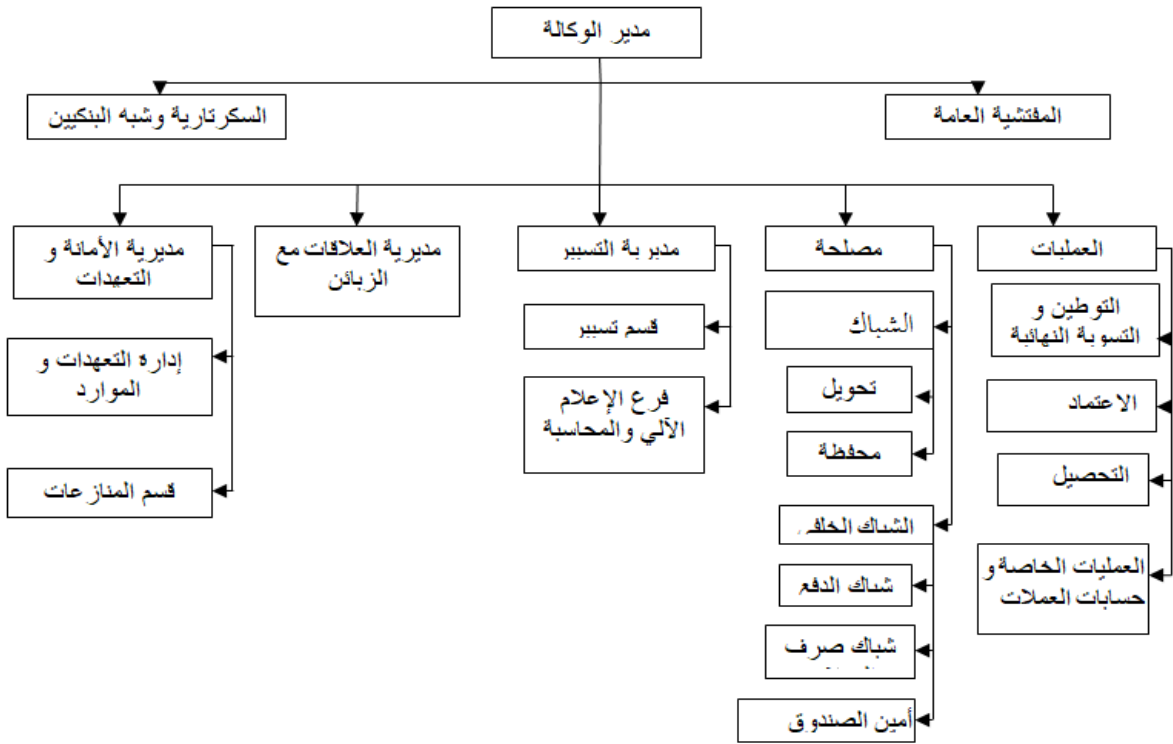 مدير الوكالة
المفتشية العامة
السكرتارية وشبه البنكيين
العمليات
مصلحة
مديرية التسيير
مديرية العلاقات مع
الزبائن
مديرية الأمانة و
التعهدات
التوطين و
التسوية النهائية
الاعتماد
التحصيل
العمليات الخاصة و
حسابات العملات
الشباك
تحويل
محفظة
الشباك الخلفي
شباك الدفع
شباك صرف
أمين الصندوق
قسم تسيير
فرع الإعلام
الآلي والمحاسبة
إدارة التعهدات و
الموارد
قسم المنازعات